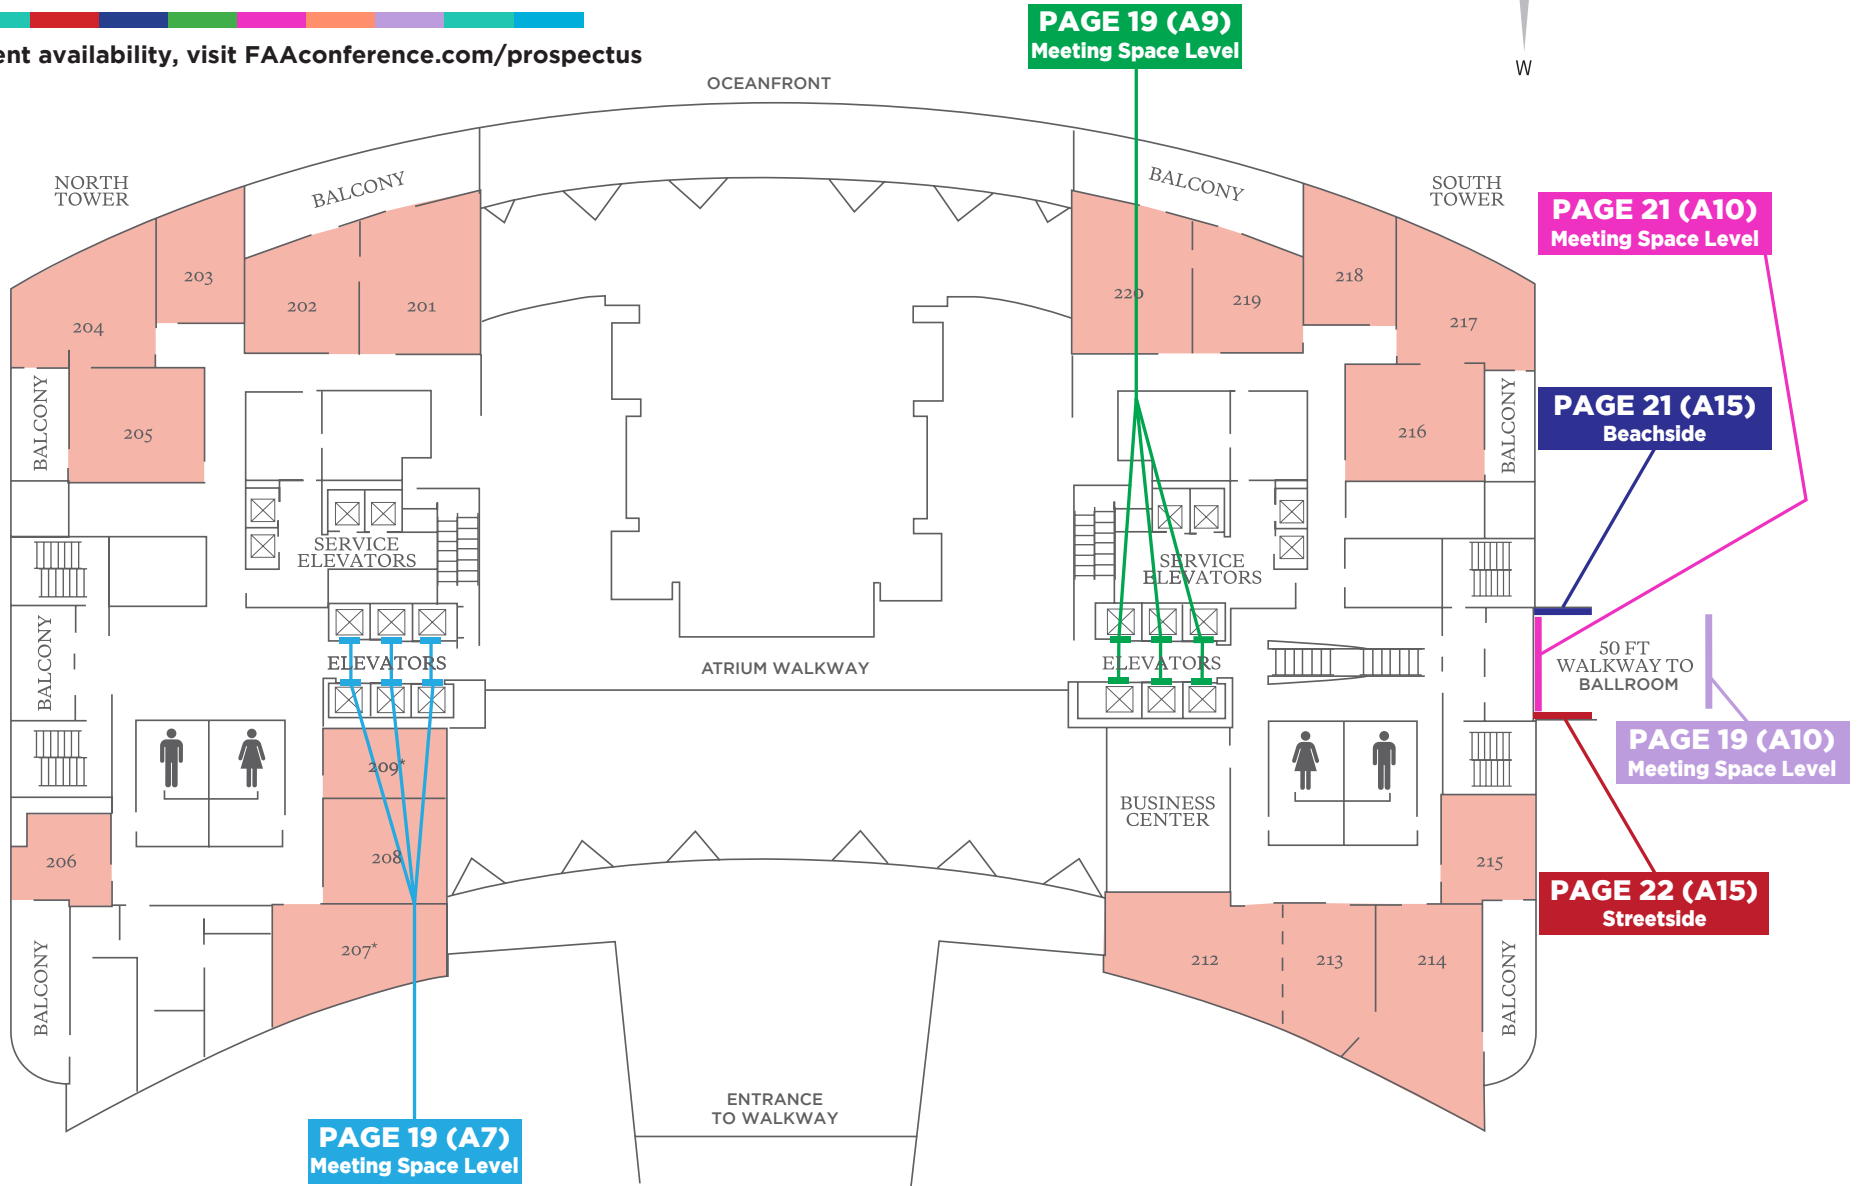 ent availability, visit FAAconference.com/prospectus
PAGE 19 (A9)
Meeting Space Level
W
OCEANFRONT
NORTH
TOWER
BALCONY
BALCONY
SOUTH
TOWER
PAGE 21 (A10)
Meeting Space Level
204
203
202
201
220
219
218
217
BALCONY
205
216
BALCONY
PAGE 21 (A15)
Beachside
SERVICE
ELEVATORS
SERVICE
ELEVATORS
BALCONY
ELEVATORS
ATRIUM WALKWAY
ELEVATORS
50 FT
WALKWAY TO
BALLROOM
PAGE 19 (A10)
Meeting Space Level
209*
208
BUSINESS
CENTER
206
215
PAGE 22 (A15)
Streetside
BALCONY
207*
212
213
214
BALCONY
ENTRANCE
TO WALKWAY
PAGE 19 (A7)
Meeting Space Level